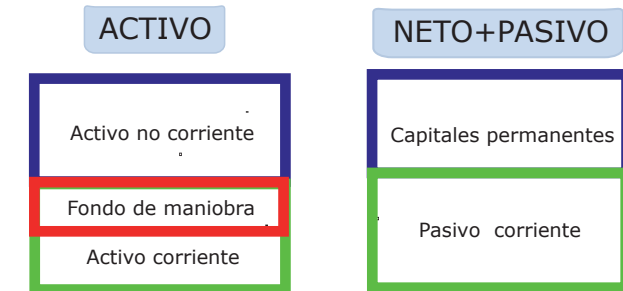 ACTIVO
Activo no corriente
Fondo de maniobra
Activo corriente
NETO+PASIVO
Capitales permanentes
Pasivo corriente